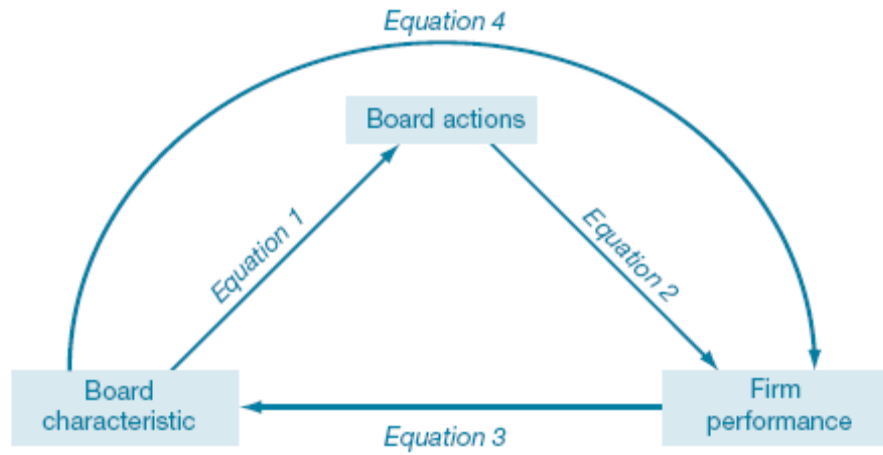 Equation 4
Board actions
Equation 1
Equation 2
Board
characteristic
Firm
performance
Equation 3